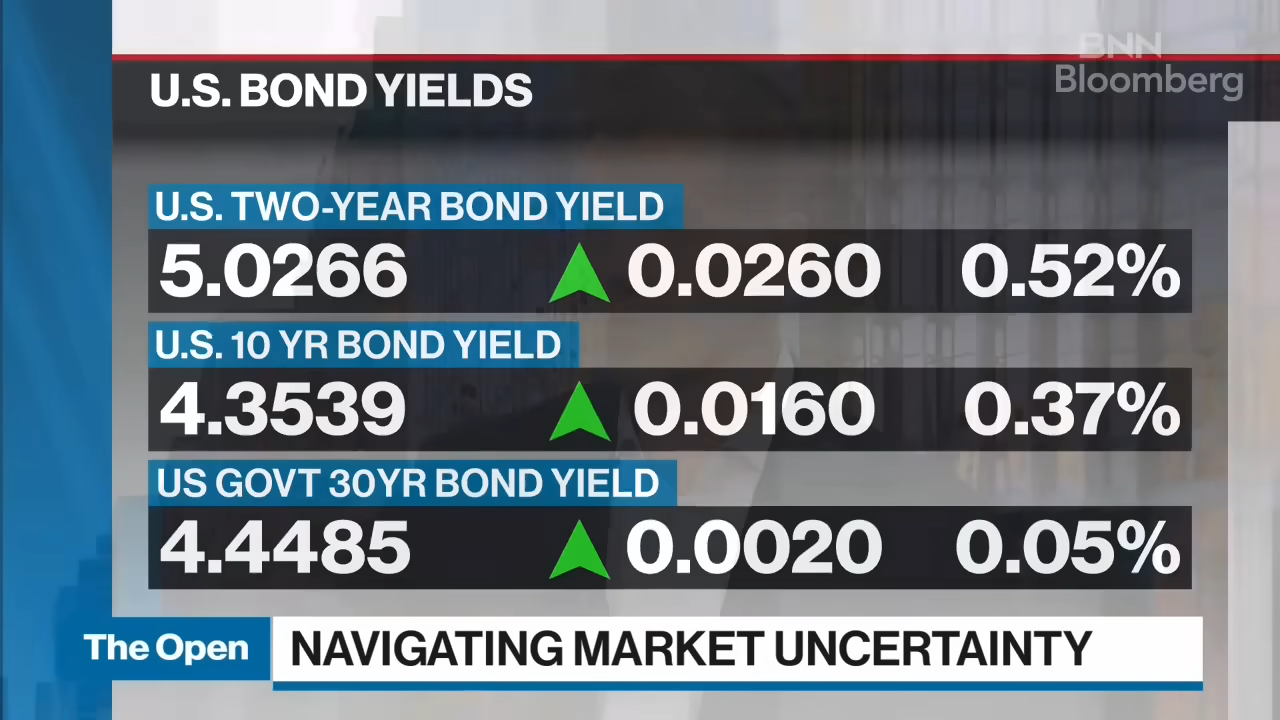 BNN
Bloomberg
U.S. BOND YIELDS
U.S. TWO-YEAR BOND YIELD
5.0266 0.0260 0.52%
U.S. 10 YR BOND YIELD
4.3539 0.0160 0.37%
US GOVT 30YR BOND YIELD
4.4485 0.0020 0.05%
The Open NAVIGATING MARKET UNCERTAINTY